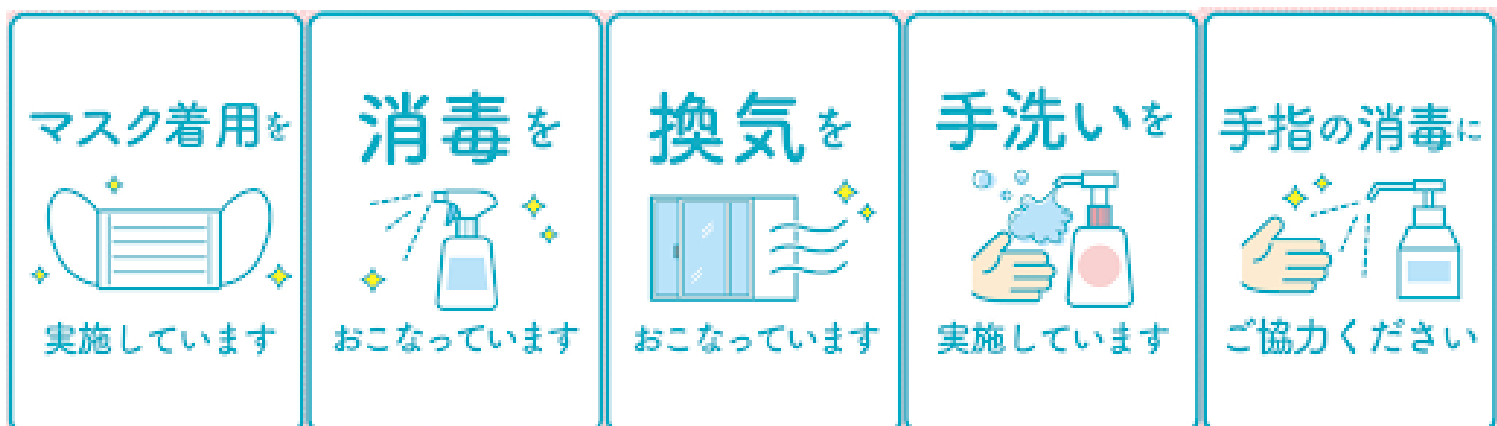 マスク着用を
実施しています
消毒を
おこなっています
換気を
おこなっています
手洗いを
実施しています
手指の消毒に
ご協力ください